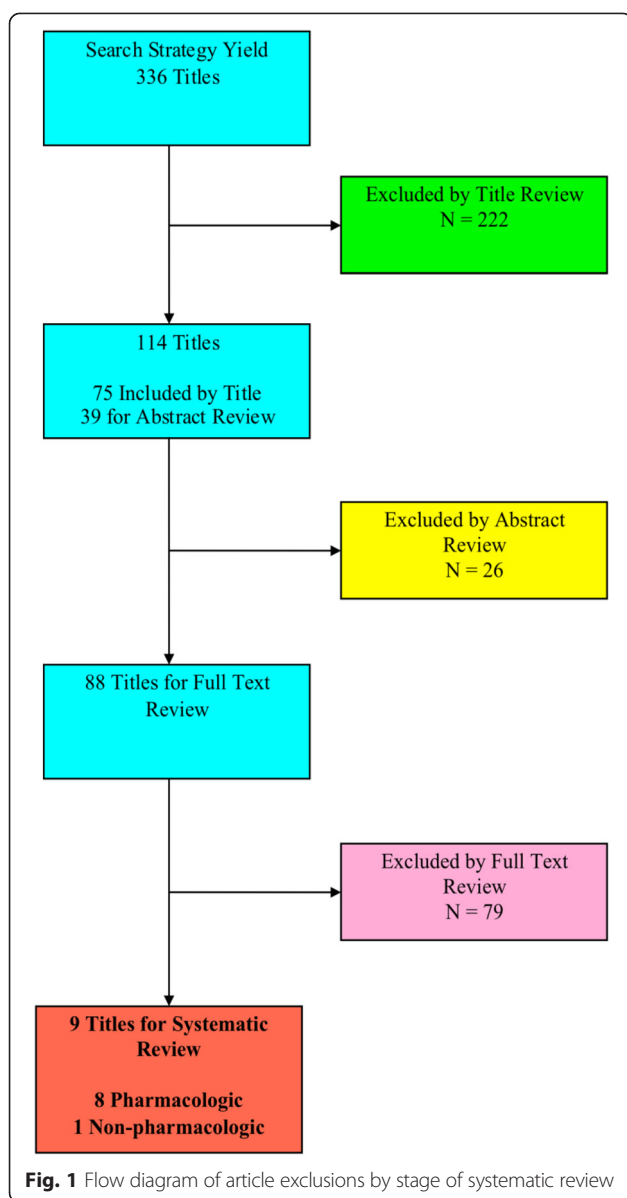 Search Strategy Yield
336 Titles
Excluded by Title Review
N = 222
114 Titles
75 Included by Title
39 for Abstract Review
Excluded by Abstract
Review
N = 26
88 Titles for Full Text
Review
Excluded by Full Text
Review
N = 79
9 Titles for Systematic
Review
8 Pharmacologic
1 Non-pharmacologic
Fig. 1 Flow diagram of article exclusions by stage of systematic review